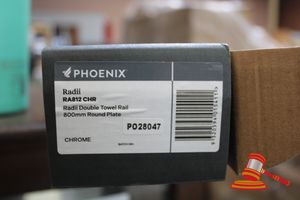 PHOENIX
Radii
RA812 CHR
Radii Double Towel Rail
800mm Round Plate
PO28047
CHROME